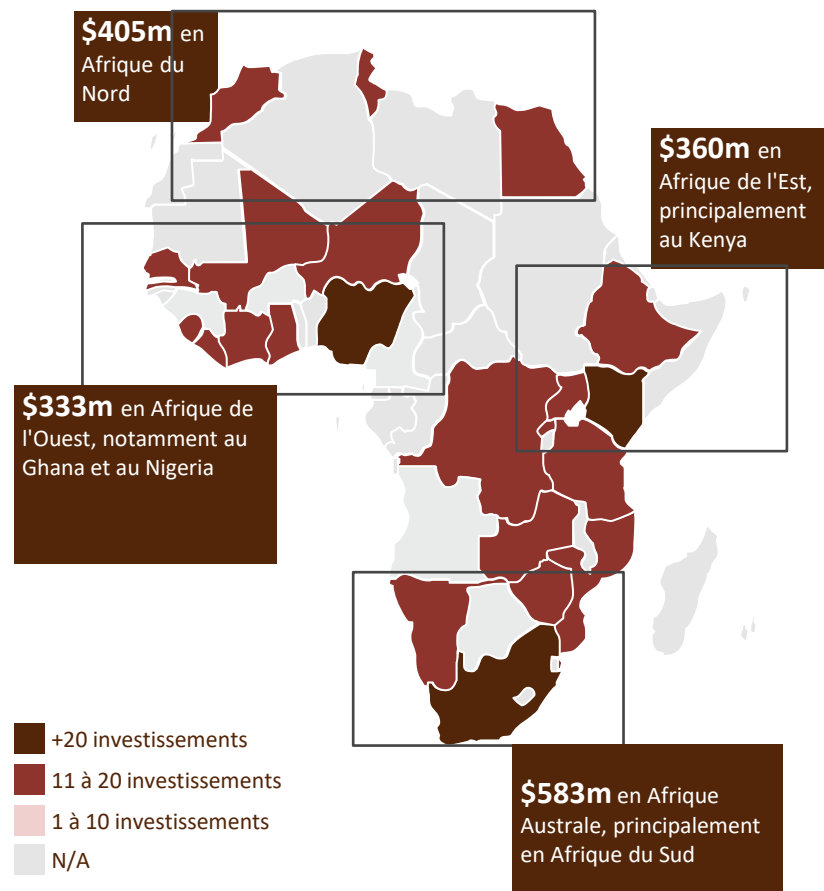 $405m en
Afrique du
Nord
$360m en
Afrique de l'Est,
principalement
au Kenya
$333m en Afrique de
l'Ouest, notamment au
Ghana et au Nigeria
+20 investissements
11 à 20 investissements
1 à 10 investissements
N/A
$583m en Afrique
Australe, principalement
en Afrique du Sud